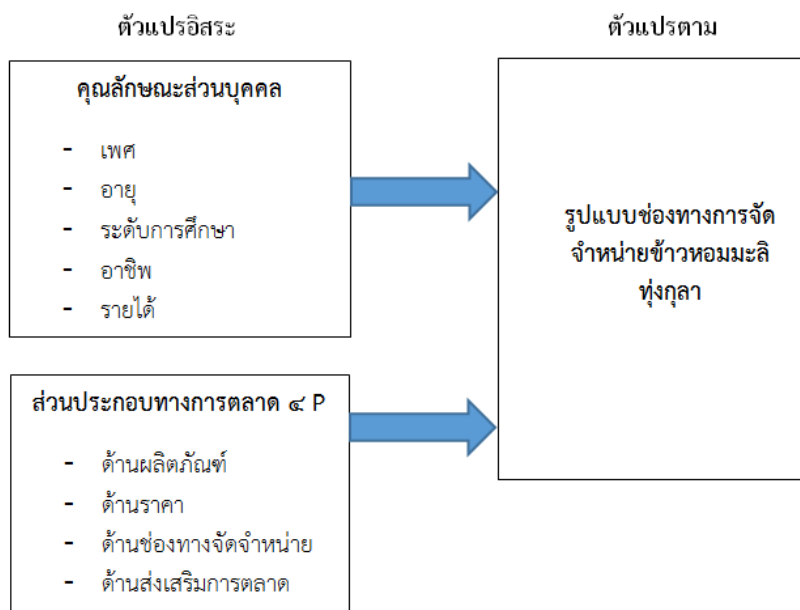 ตัวแปรอิสระ
ตัวแปรตาม
คุณลักษณะส่วนบุคคล
- เพศ
- อายุ
- ระดับการศึกษา
- อาชีพ
- รายได้
รูปแบบช่องทางการจัด
จำหน่ายข้าวหอมมะลิ
ทุ่งกุลา
ส่วนประกอบทางการตลาด ๔ P
- ด้านผลิตภัณฑ์
- ด้านราคา
- ด้านช่องทางจัดจำหน่าย
- ด้านส่งเสริมการตลาด